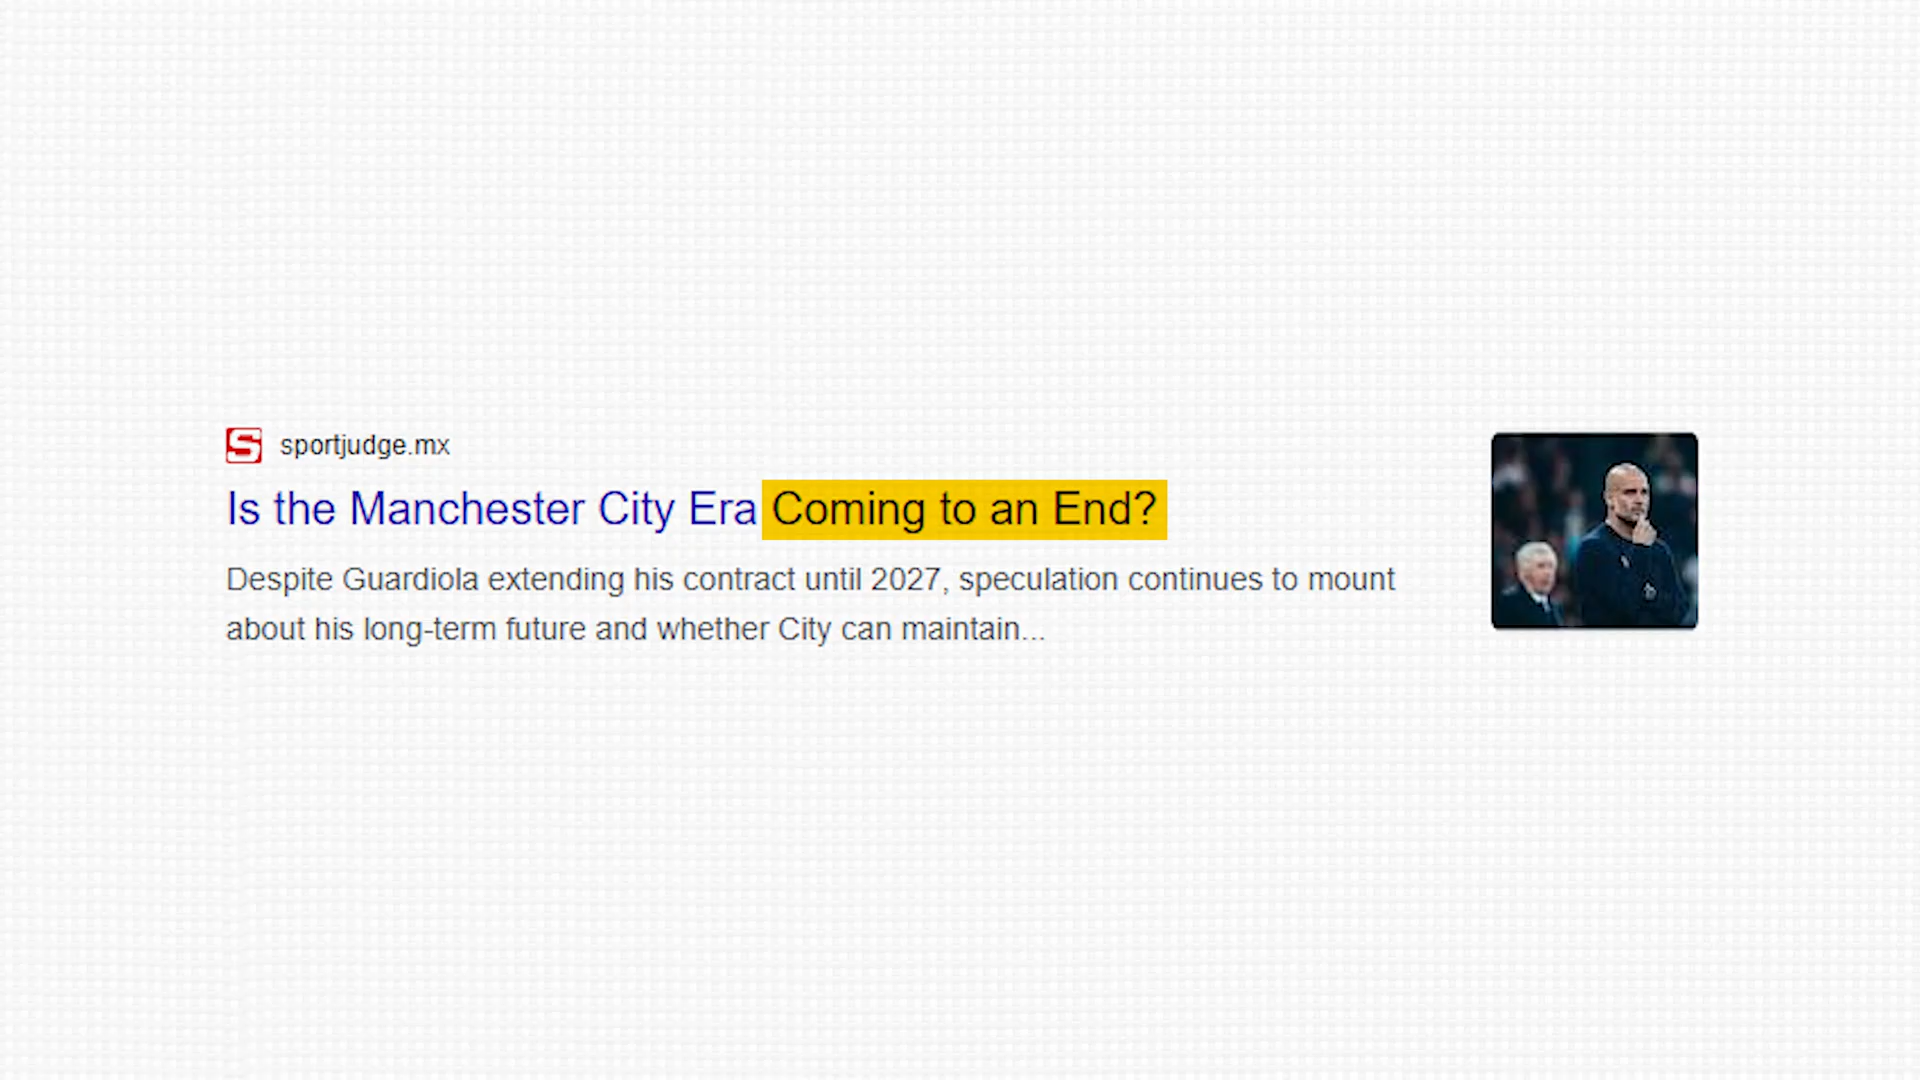 S sportjudge.mx
Is the Manchester City Era Coming to an End?
Despite Guardiola extending his contract until 2027, speculation continues to mount
about his long-term future and whether City can maintain...